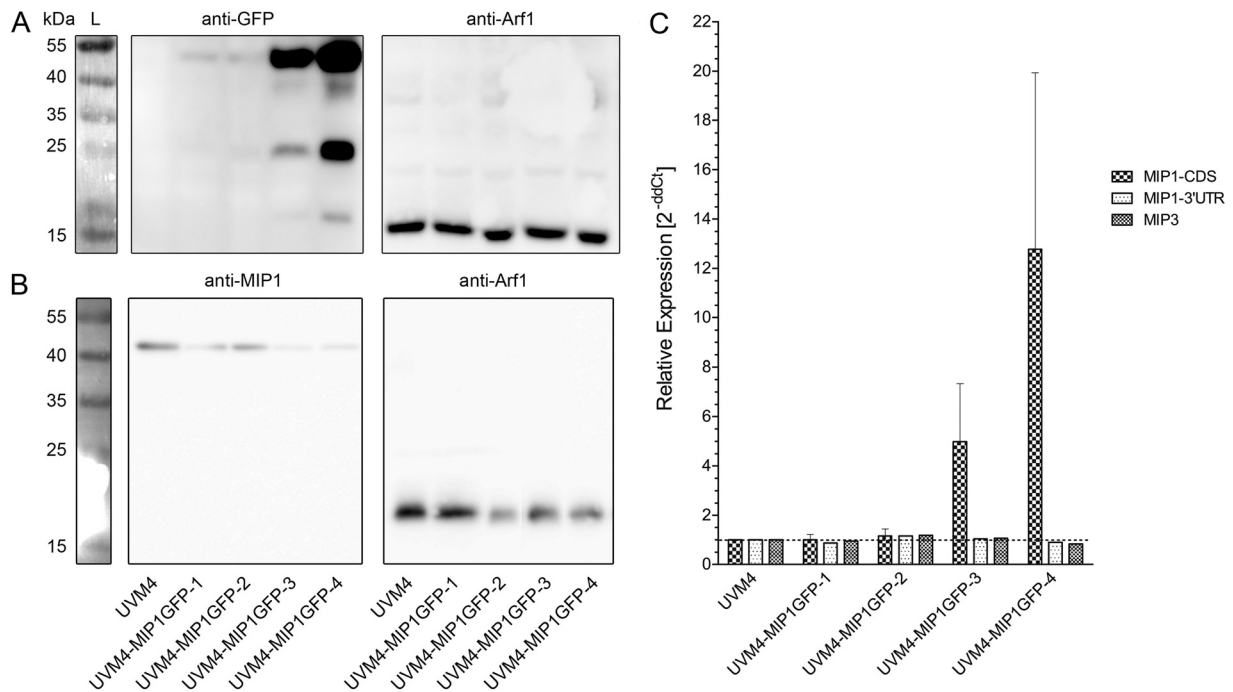 A
kDa L
anti-GFP
anti-Arf1
55
40
35
25
15
B
anti-MIP1
anti-Arf1
55
40
35
25
15
UVM4
UVM4-MIP1GFP-1
UVM4-MIP1GFP-2
UVM4-MIP1GFP-3
UVM4-MIP1GFP-4
UVM4
UVM4-MIP1GFP-1
UVM4-MIP1GFP-2
UVM4-MIP1GFP-3
UVM4-MIP1GFP-4
C
Relative Expression [2^-ddCt]
22
20
18
16
14
12
10
8
6
4
2
0
UVM4
UVM4-MIP1GFP-1
UVM4-MIP1GFP-2
UVM4-MIP1GFP-3
UVM4-MIP1GFP-4
MIP1-CDS
MIP1-3'UTR
MIP3